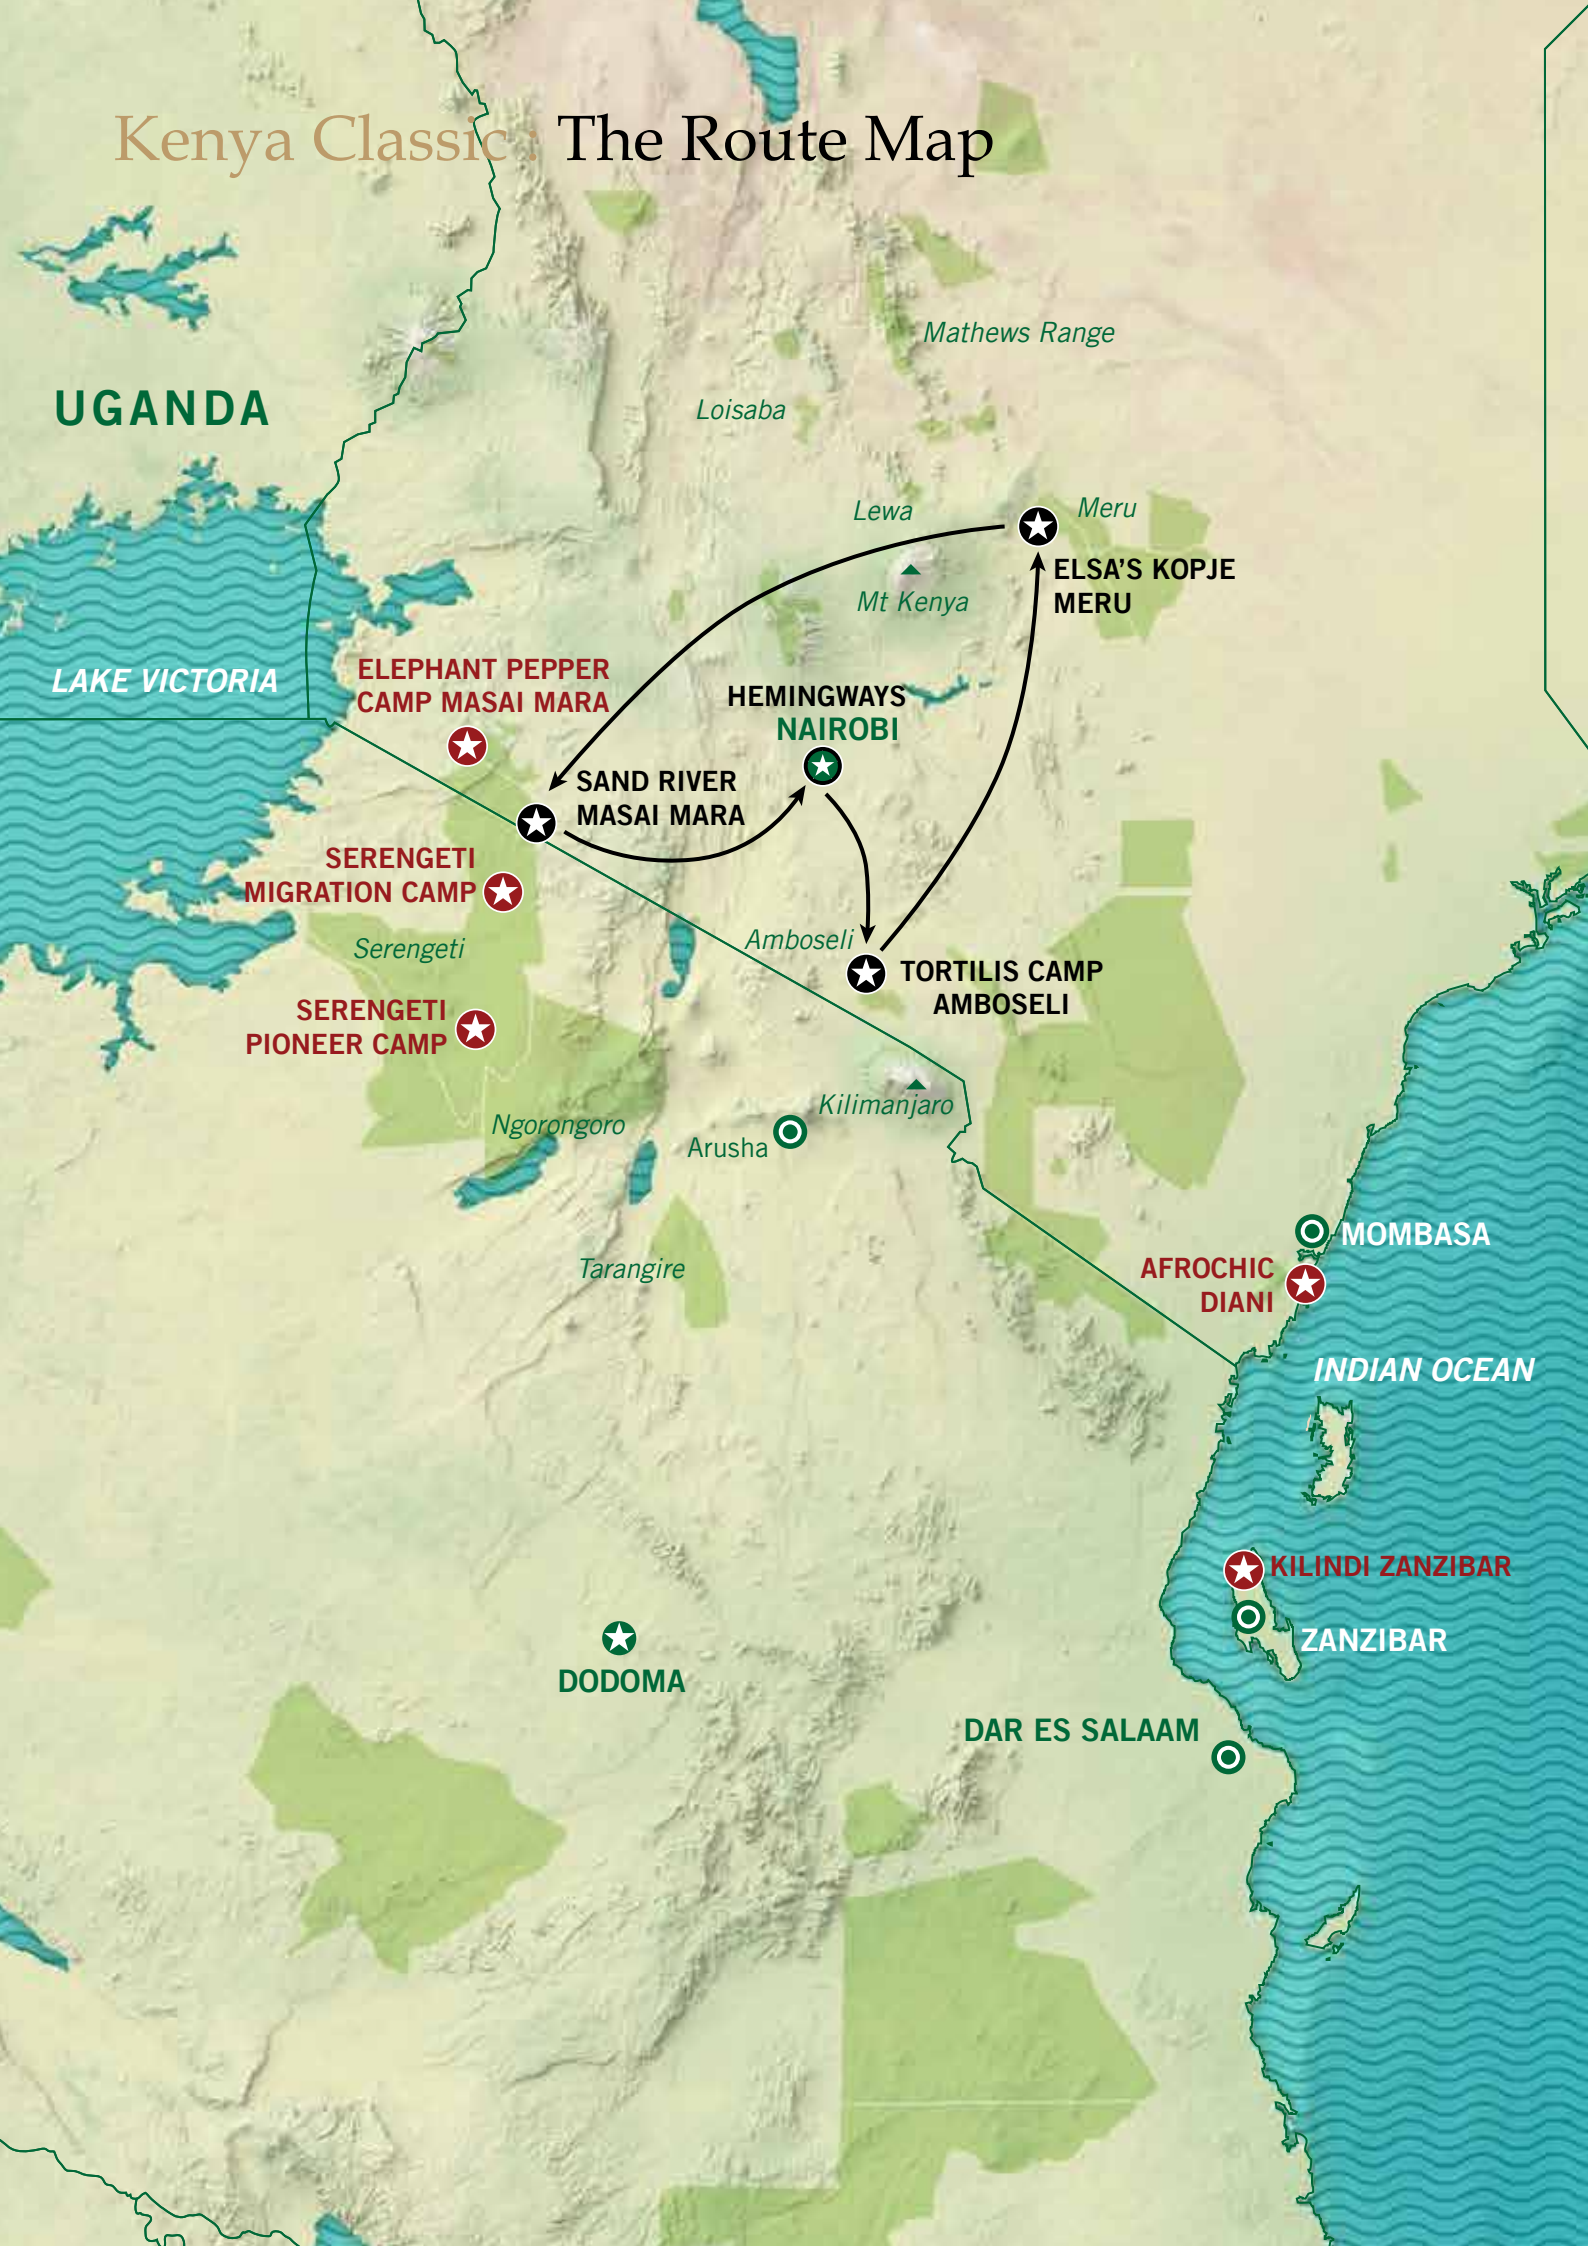 Kenya Classic : The Route Map
Mathews Range
UGANDA
Loisaba
Lewa
Meru
ELSA'S KOPJE
MERU
Mt Kenya
LAKE VICTORIA
ELEPHANT PEPPER
CAMP MASAI MARA
HEMINGWAYS
NAIROBI
SAND RIVER
MASAI MARA
SERENGETI
MIGRATION CAMP
Serengeti
Amboseli
TORTILIS CAMP
AMBOSELI
SERENGETI
PIONEER CAMP
Kilimanjaro
Ngorongoro
Arusha
MOMBASA
Tarangire
AFROCHIC
DIANI
INDIAN OCEAN
KILINDI ZANZIBAR
ZANZIBAR
DODOMA
DAR ES SALAAM